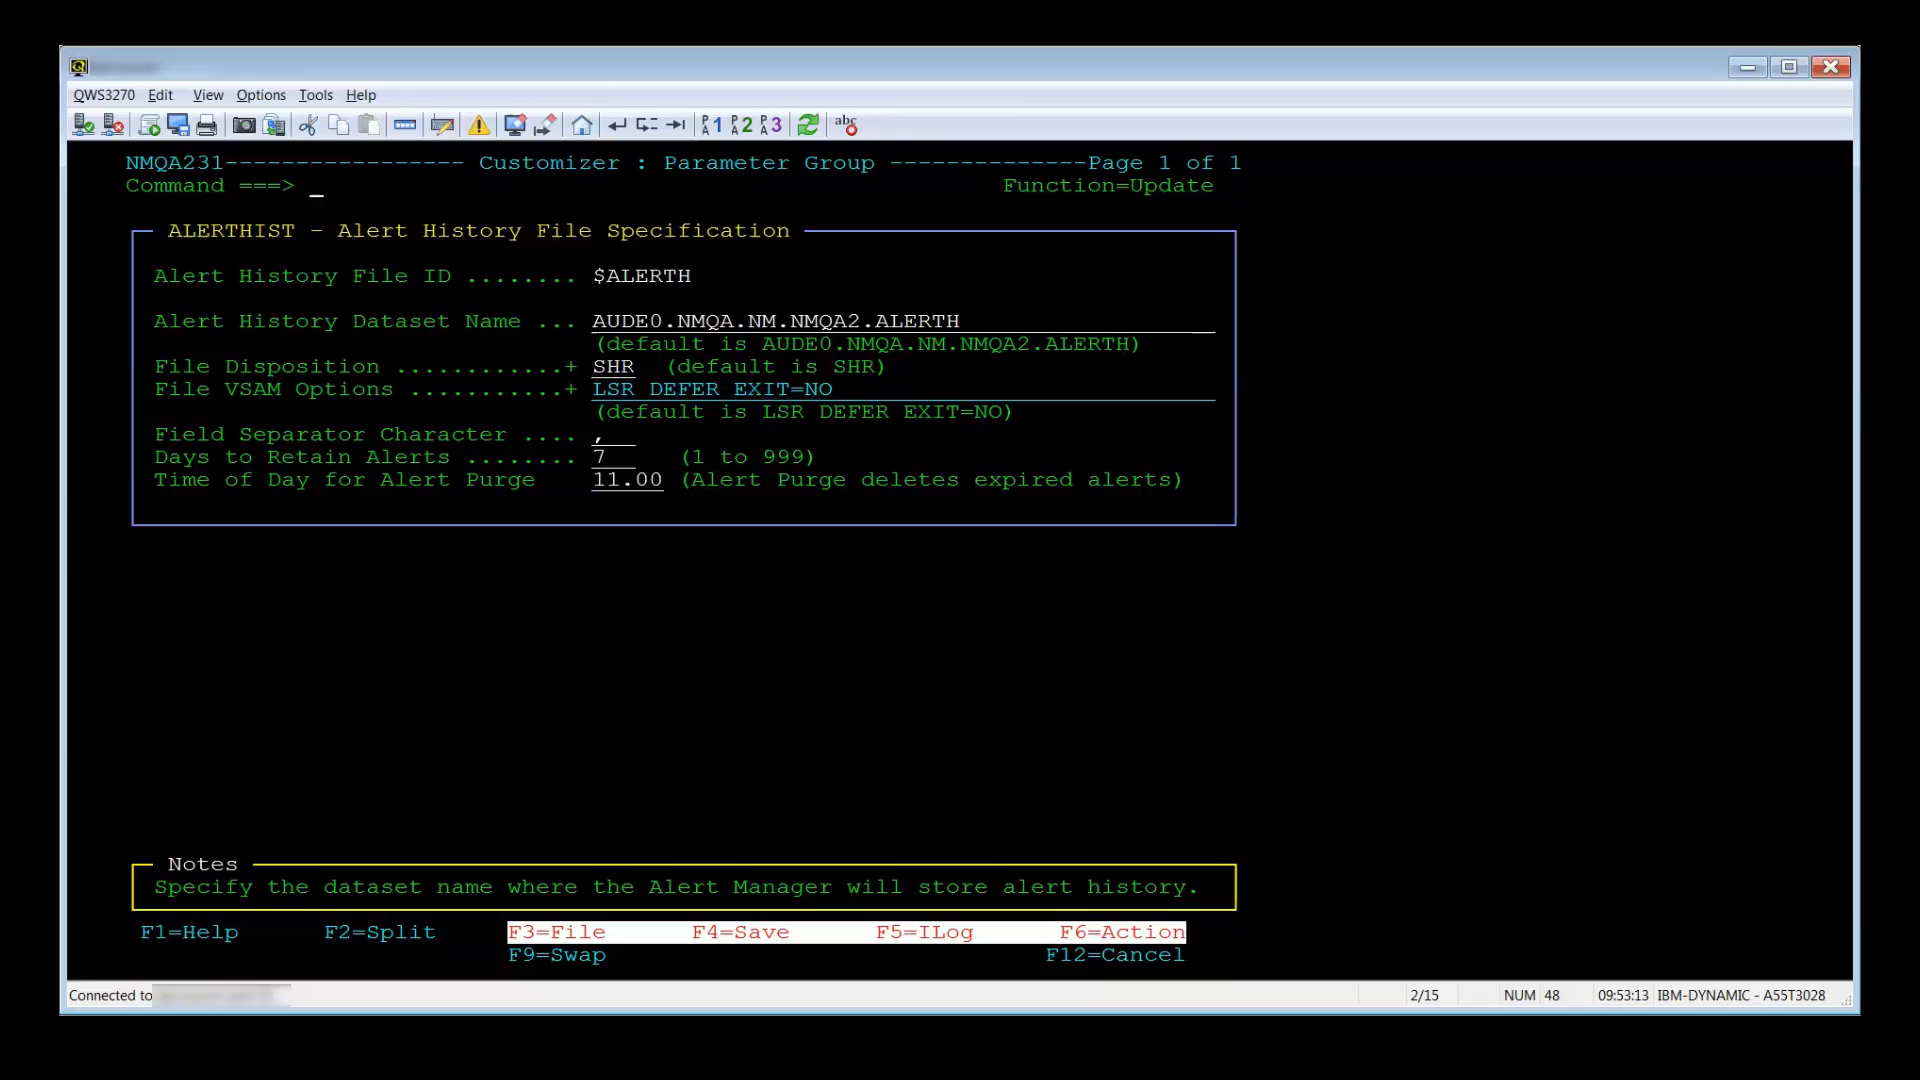 QWS3270 Edit View Options Tools Help
PA1 PA2 PA3 abc
NMQA231----------------- Customizer : Parameter Group --------------Page 1 of 1
Command ===> _ Function=Update
ALERTHIST - Alert History File Specification
Alert History File ID ........ $ALERTH
Alert History Dataset Name ... AUDE0.NMQA.NM.NMQA2.ALERTH
(default is AUDE0.NMQA.NM.NMQA2.ALERTH)
File Disposition ............+ SHR (default is SHR)
File VSAM Options ...........+ LSR DEFER EXIT=NO
(default is LSR DEFER EXIT=NO)
Field Separator Character .... ,
Days to Retain Alerts ........ 7 (1 to 999)
Time of Day for Alert Purge 11.00 (Alert Purge deletes expired alerts)
Notes
Specify the dataset name where the Alert Manager will store alert history.
F1=Help F2=Split F3=File F4=Save F5=ILog F6=Action
F9=Swap F12=Cancel
Connected to 2/15 NUM 48 09:53:13 IBM-DYNAMIC - A55T3028